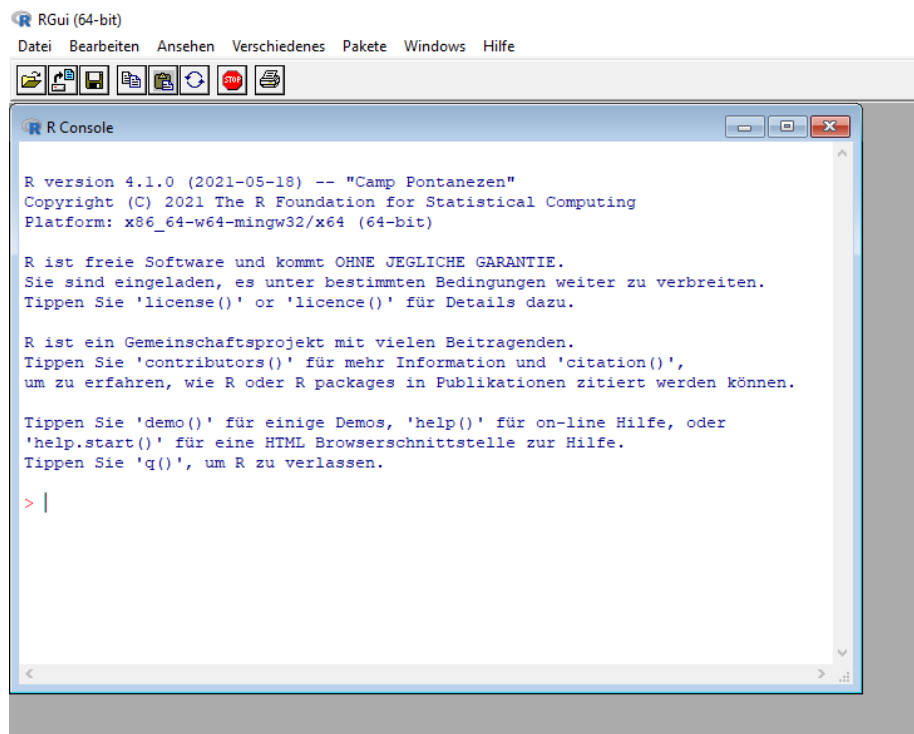 RGui (64-bit)
Datei Bearbeiten Ansehen Verschiedenes Pakete Windows Hilfe
STOP
R Console
R version 4.1.0 (2021-05-18) -- "Camp Pontanezen"
Copyright (C) 2021 The R Foundation for Statistical Computing
Platform: x86_64-w64-mingw32/x64 (64-bit)
R ist freie Software und kommt OHNE JEGLICHE GARANTIE.
Sie sind eingeladen, es unter bestimmten Bedingungen weiter zu verbreiten.
Tippen Sie 'license()' or 'licence()' für Details dazu.
R ist ein Gemeinschaftsprojekt mit vielen Beitragenden.
Tippen Sie 'contributors()' für mehr Information und 'citation()',
um zu erfahren, wie R oder R packages in Publikationen zitiert werden können.
Tippen Sie 'demo()' für einige Demos, 'help()' für on-line Hilfe, oder
'help.start()' für eine HTML Browserschnittstelle zur Hilfe.
Tippen Sie 'q()', um R zu verlassen.
>